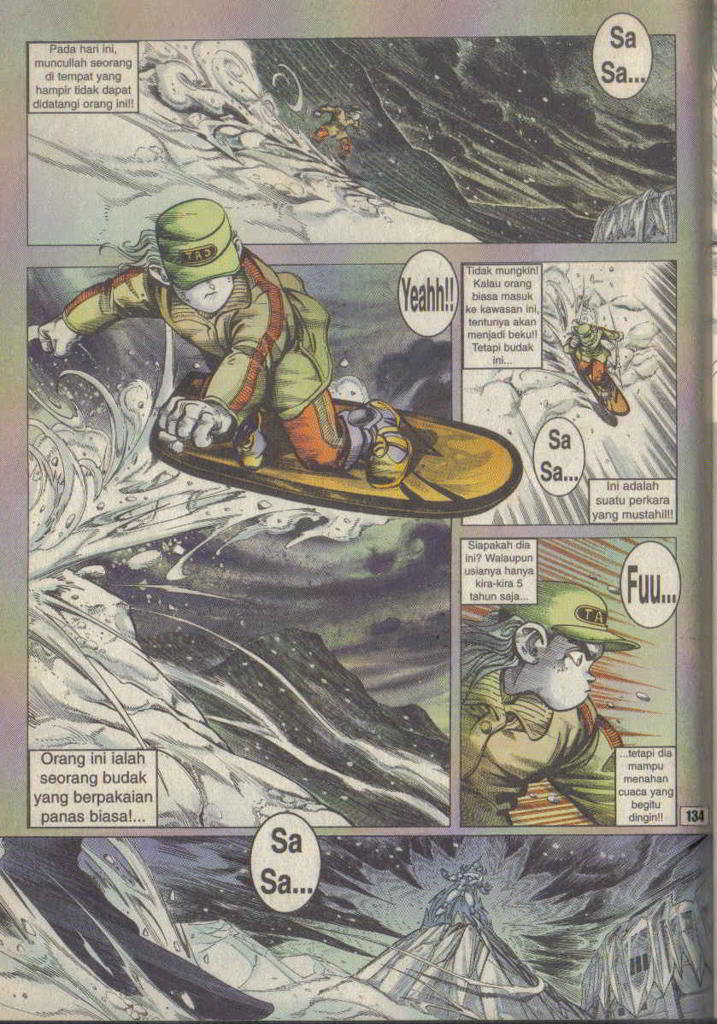 Pada hari ini,
muncullah seorang
di tempat yang
hampir tidak dapat
didatangi orang ini!!
Sa
Sa...
TAJ
Yeahh!!
Orang ini ialah
seorang budak
yang berpakaian
panas biasa!...
Tidak mungkin!
Kalau orang
biasa masuk
ke kawasan ini,
tentunya akan
menjadi beku!!
Tetapi budak
ini...
Sa
Sa...
Ini adalah
suatu perkara
yang mustahil!!
Siapakah dia
ini? Walaupun
usianya hanya
kira-kira 5
tahun saja...
Fuu...
TA
...tetapi dia
mampu
menahan
cuaca yang
begitu
dingin!!
134
Sa
Sa...